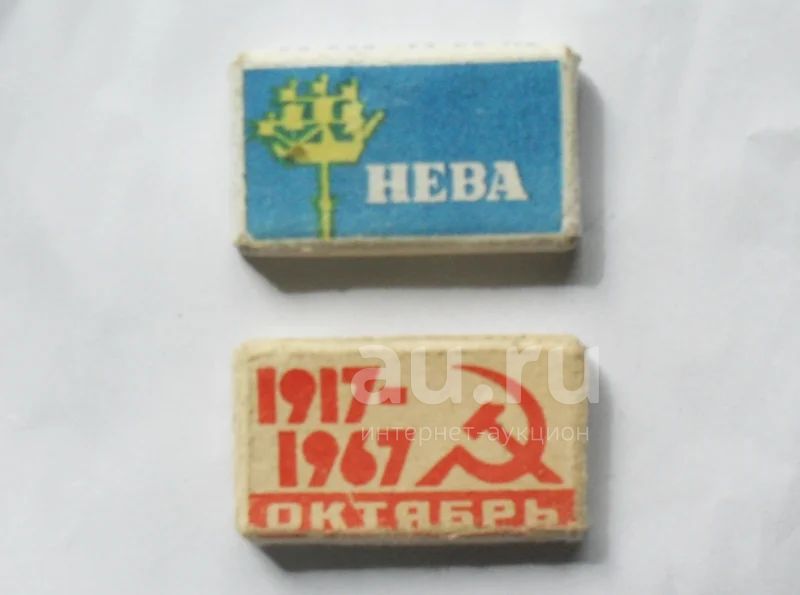 НЕВА
1917-
1967
ОКТЯБРЬ
au.ru
интернет-аукцион